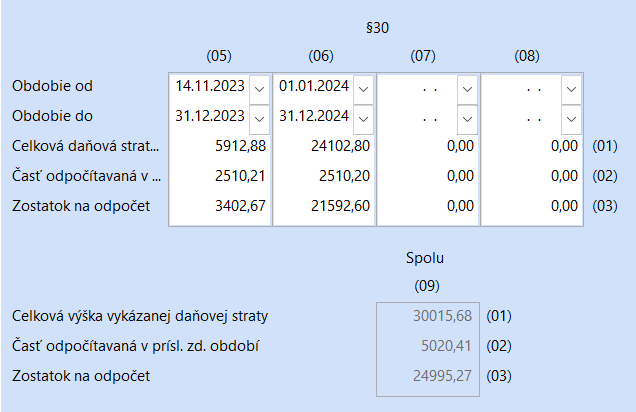 §30
(05) (06) (07) (08)
Obdobie od 14.11.2023 01.01.2024 . . . .
Obdobie do 31.12.2023 31.12.2024 . . . .
Celková daňová strat... 5912,88 24102,80 0,00 0,00 (01)
Časť odpočítavaná v ... 2510,21 2510,20 0,00 0,00 (02)
Zostatok na odpočet 3402,67 21592,60 0,00 0,00 (03)
Spolu
(09)
Celková výška vykázanej daňovej straty 30015,68 (01)
Časť odpočítavaná v prísl. zd. období 5020,41 (02)
Zostatok na odpočet 24995,27 (03)